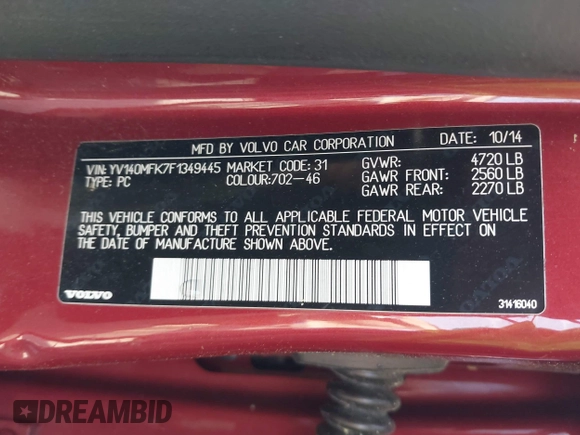 MFD BY VOLVO CAR CORPORATION DATE: 10/14
VIN: YV140MFK7F1349445 MARKET CODE: 31 GVWR: 4720 LB
TYPE: PC COLOUR:702-46 GAWR FRONT: 2560 LB
GAWR REAR: 2270 LB
THIS VEHICLE CONFORMS TO ALL APPLICABLE FEDERAL MOTOR VEHICLE
SAFETY, BUMPER AND THEFT PREVENTION STANDARDS IN EFFECT ON
THE DATE OF MANUFACTURE SHOWN ABOVE.
VOLVO
31416040
DREAMBID